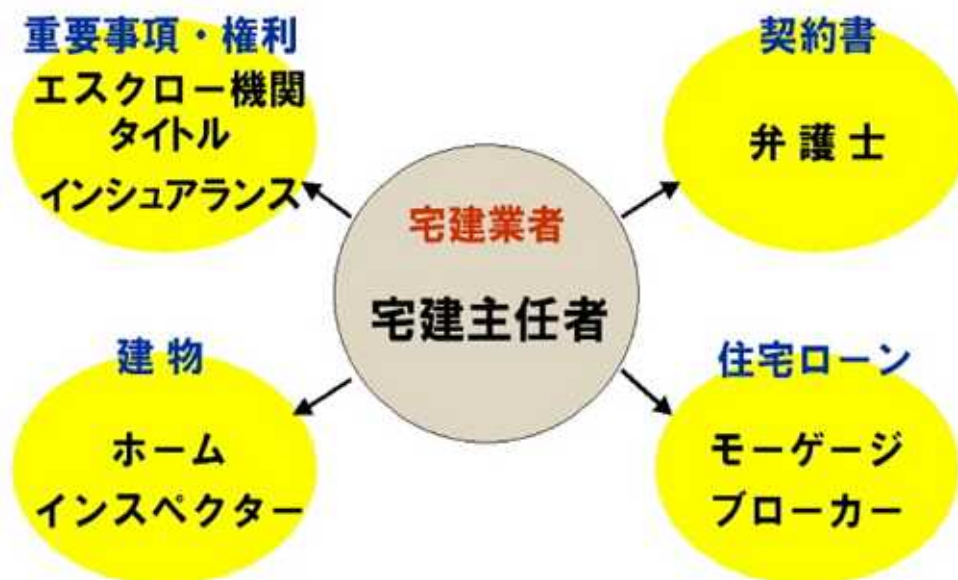 重要事項・権利
エスクロー機関
タイトル
インシュアランス
契約書
弁護士
宅建業者
宅建主任者
建物
ホーム
インスペクター
住宅ローン
モーゲージ
ブローカー